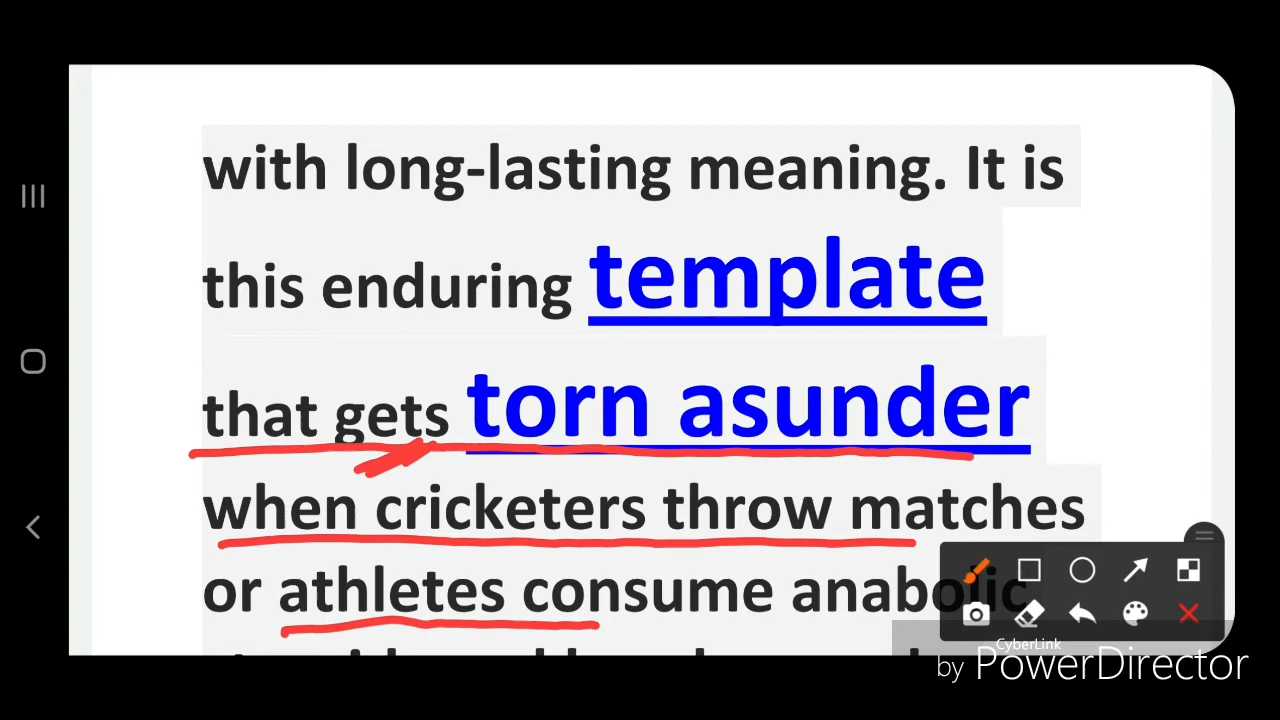 with long-lasting meaning. It is
this enduring template
that gets torn asunder
when cricketers throw matches
or athletes consume anabolic
CyberLink
by PowerDirector